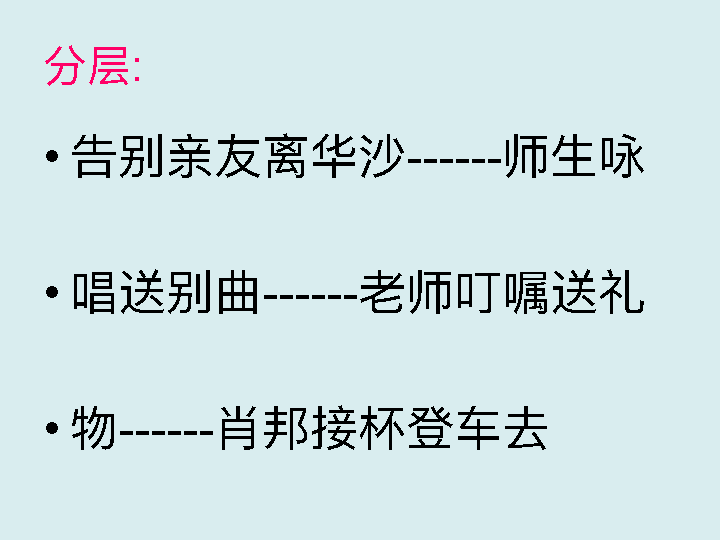 分层:
• 告别亲友离华沙------师生咏
• 唱送别曲------老师叮嘱送礼
• 物------肖邦接杯登车去